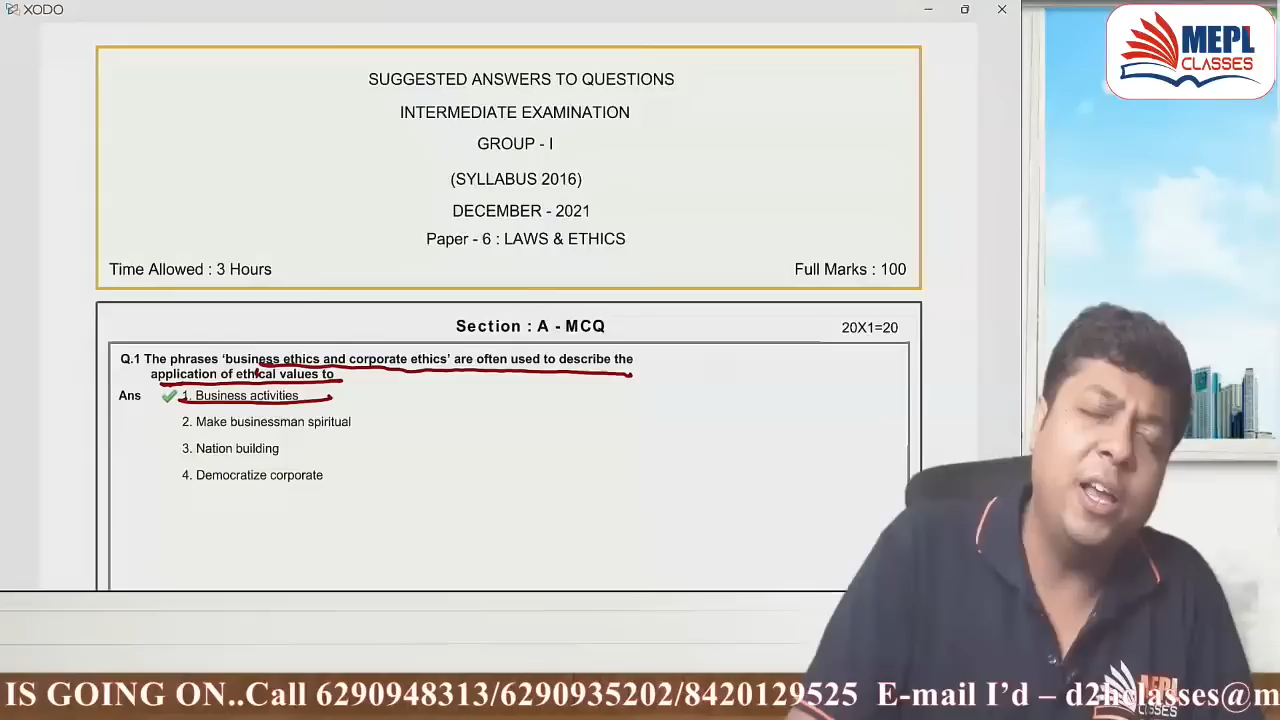 XODO
MEPL
CLASSES
SUGGESTED ANSWERS TO QUESTIONS
INTERMEDIATE EXAMINATION
GROUP - I
(SYLLABUS 2016)
DECEMBER - 2021
Paper - 6 : LAWS & ETHICS
Time Allowed : 3 Hours
Full Marks : 100
Section : A - MCQ
20X1=20
Q.1 The phrases ‘business ethics and corporate ethics’ are often used to describe the
application of ethical values to
Ans
1. Business activities
2. Make businessman spiritual
3. Nation building
4. Democratize corporate
MEPL
CLASSES
IS GOING ON..Call 6290948313/6290935202/8420129525 E-mail I’d – d2hclasses@m